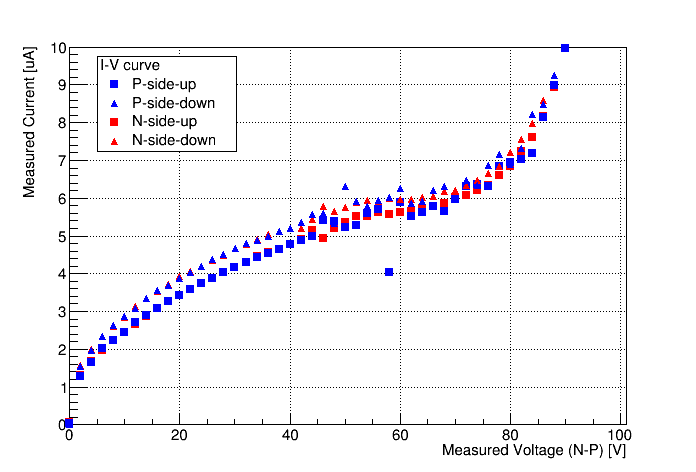 Measured Current [uA]
10
9
8
7
6
5
4
3
2
1
0
I-V curve
P-side-up
P-side-down
N-side-up
N-side-down
0 20 40 60 80 100
Measured Voltage (N-P) [V]